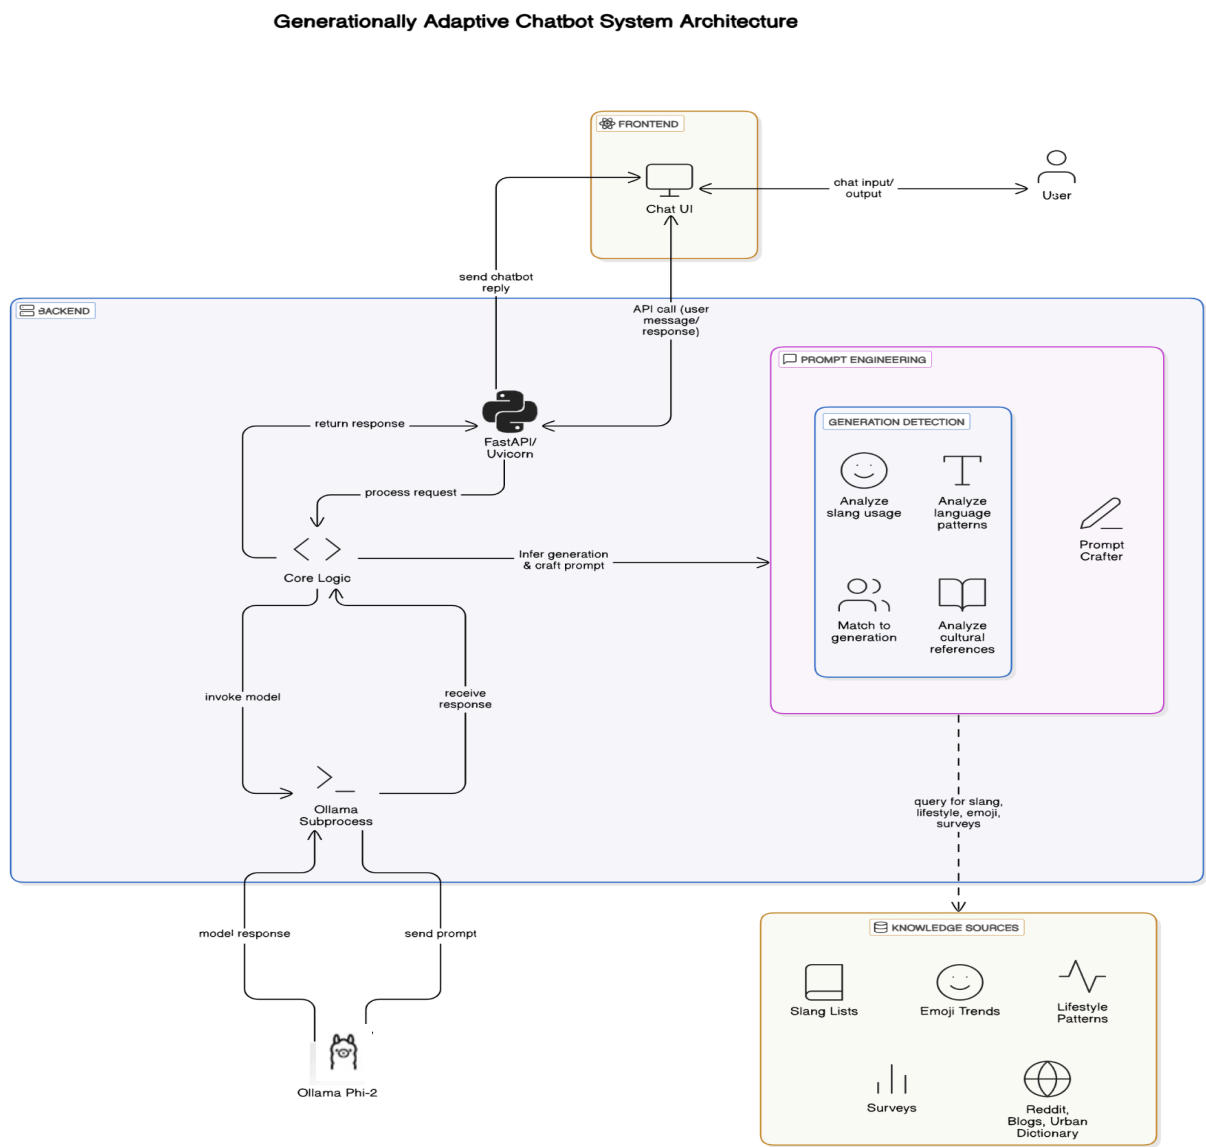 Generationally Adaptive Chatbot System Architecture
FRONTEND
Chat UI
chat input/
output
User
send chatbot
reply
BACKEND
API call (user
message/
response)
PROMPT ENGINEERING
GENERATION DETECTION
return response
FastAPI/
Uvicorn
process request
Analyze
slang usage
Analyze
language
patterns
Prompt
Crafter
Infer generation
& craft prompt
Core Logic
Match to
generation
Analyze
cultural
references
invoke model
receive
response
Ollama
Subprocess
query for slang,
lifestyle, emoji,
surveys
model response
send prompt
KNOWLEDGE SOURCES
Slang Lists
Emoji Trends
Lifestyle
Patterns
Ollama Phi-2
Surveys
Reddit,
Blogs, Urban
Dictionary